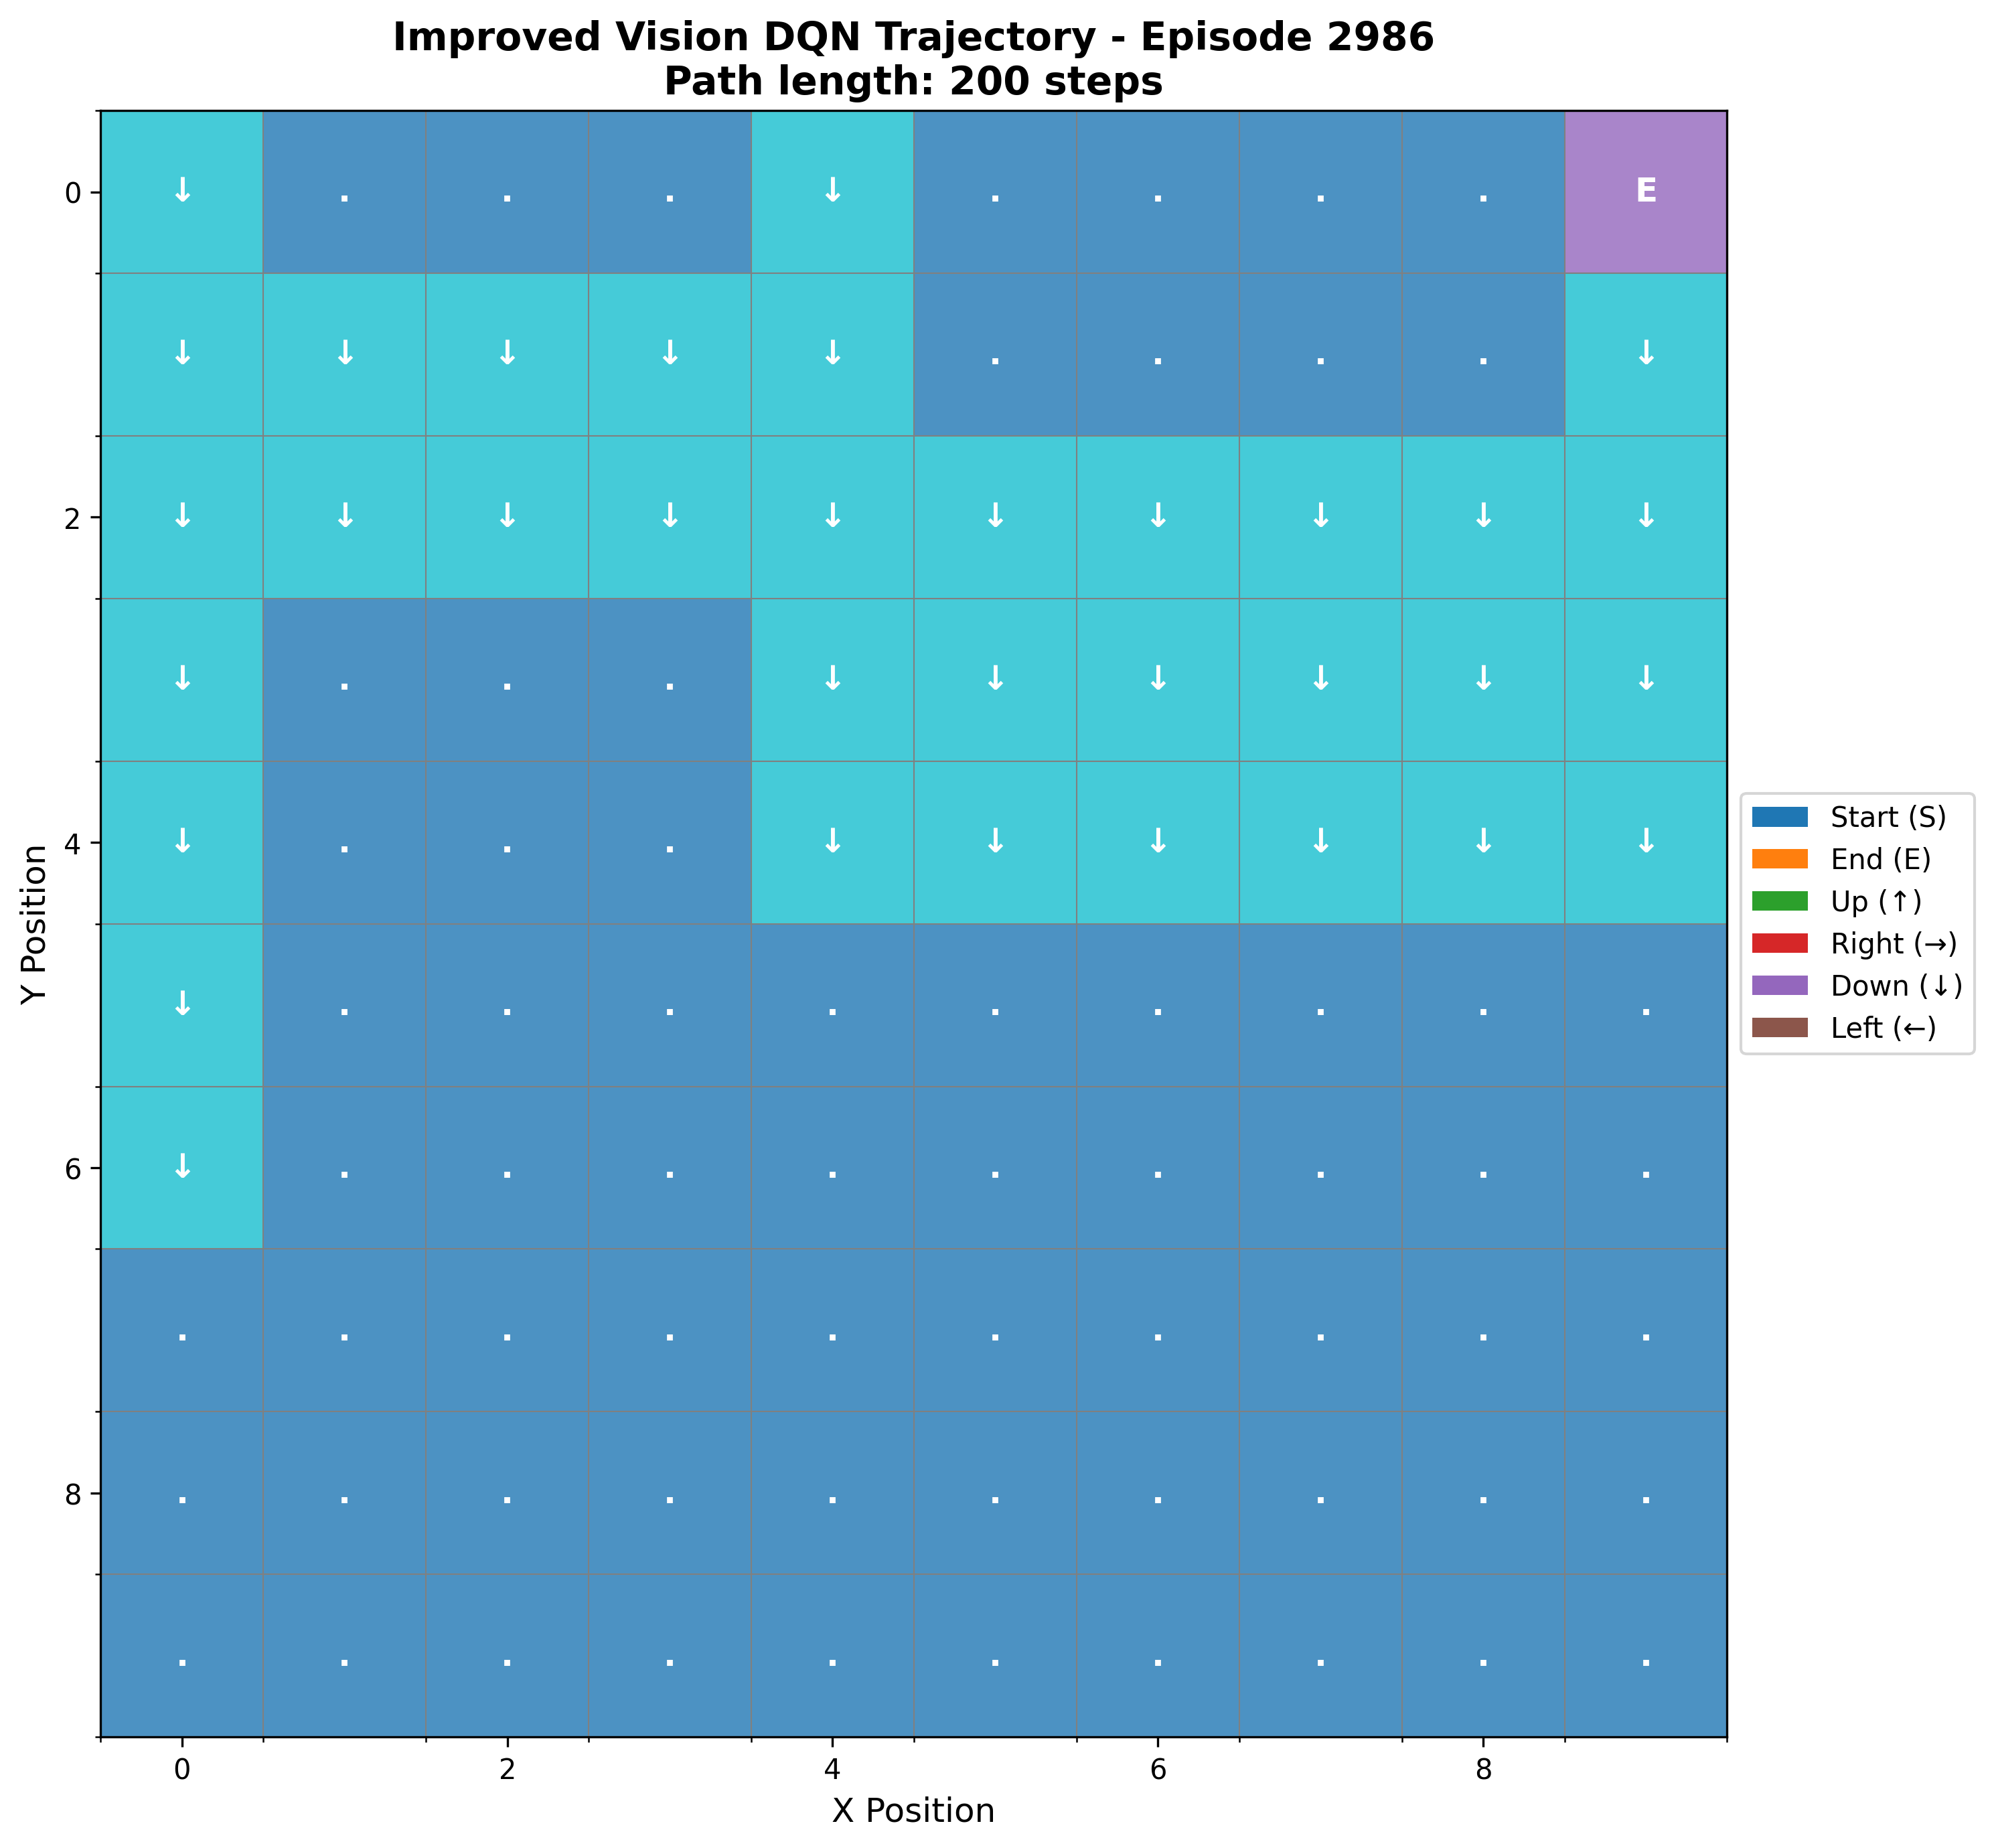 Improved Vision DQN Trajectory - Episode 2986
Path length: 200 steps
0 ↓ . . . ↓ . . . . E
↓ ↓ ↓ ↓ ↓ . . . . ↓
2 ↓ ↓ ↓ ↓ ↓ ↓ ↓ ↓ ↓ ↓
↓ . . . ↓ ↓ ↓ ↓ ↓ ↓
4 ↓ . . . ↓ ↓ ↓ ↓ ↓ ↓
↓ . . . . . . . . .
6 ↓ . . . . . . . . .
. . . . . . . . . .
8 . . . . . . . . . .
. . . . . . . . . .
0 2 4 6 8
X Position
Y Position
Start (S)
End (E)
Up (↑)
Right (→)
Down (↓)
Left (←)